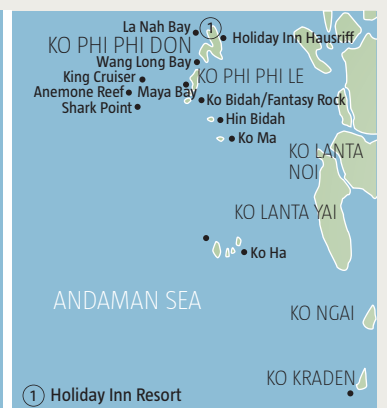 La Nah Bay
1
Holiday Inn Hausriff
KO PHI PHI DON
Wang Long Bay
King Cruiser
KO PHI PHI LE
Anemone Reef
Maya Bay
Shark Point
Ko Bidah/Fantasy Rock
Hin Bidah
Ko Ma
KO LANTA
NOI
KO LANTA YAI
Ko Ha
ANDAMAN SEA
KO NGAI
KO KRADEN
1 Holiday Inn Resort